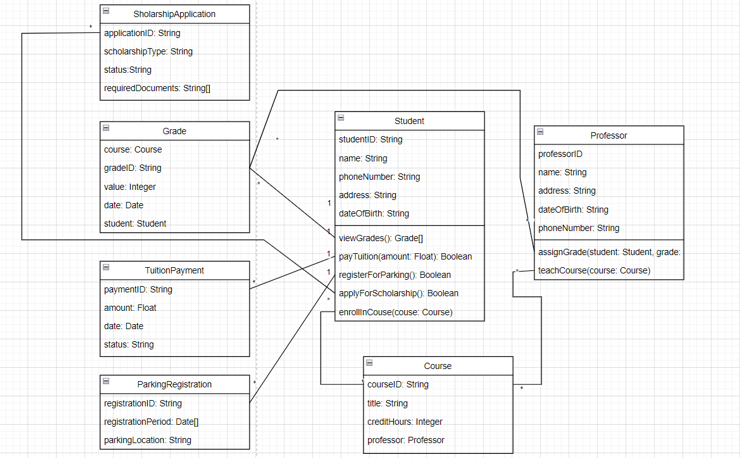 SholarshipApplication
applicationID: String
scholarshipType: String
status:String
requiredDocuments: String[]
Grade
course: Course
gradeID: String
value: Integer
date: Date
student: Student
TuitionPayment
paymentID: String
amount: Float
date: Date
status: String
ParkingRegistration
registrationID: String
registrationPeriod: Date[]
parkingLocation: String
Student
studentID: String
name: String
phoneNumber: String
address: String
dateOfBirth: String
viewGrades(): Grade[]
payTuition(amount: Float): Boolean
registerForParking(): Boolean
applyForScholarship(): Boolean
enrollInCouse(couse: Course)
Professor
professorID
name: String
address: String
dateOfBirth: String
phoneNumber: String
assignGrade(student: Student, grade:
teachCourse(course: Course)
Course
courseID: String
title: String
creditHours: Integer
professor: Professor
*
*
*
*
*
1
1
1
1
*
*
*
*